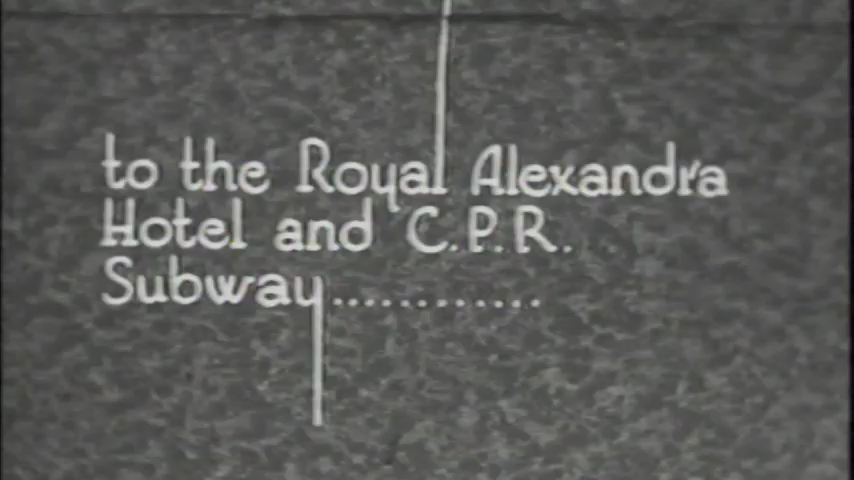 to the Royal Alexandra
Hotel and C.P.R.
Subway............